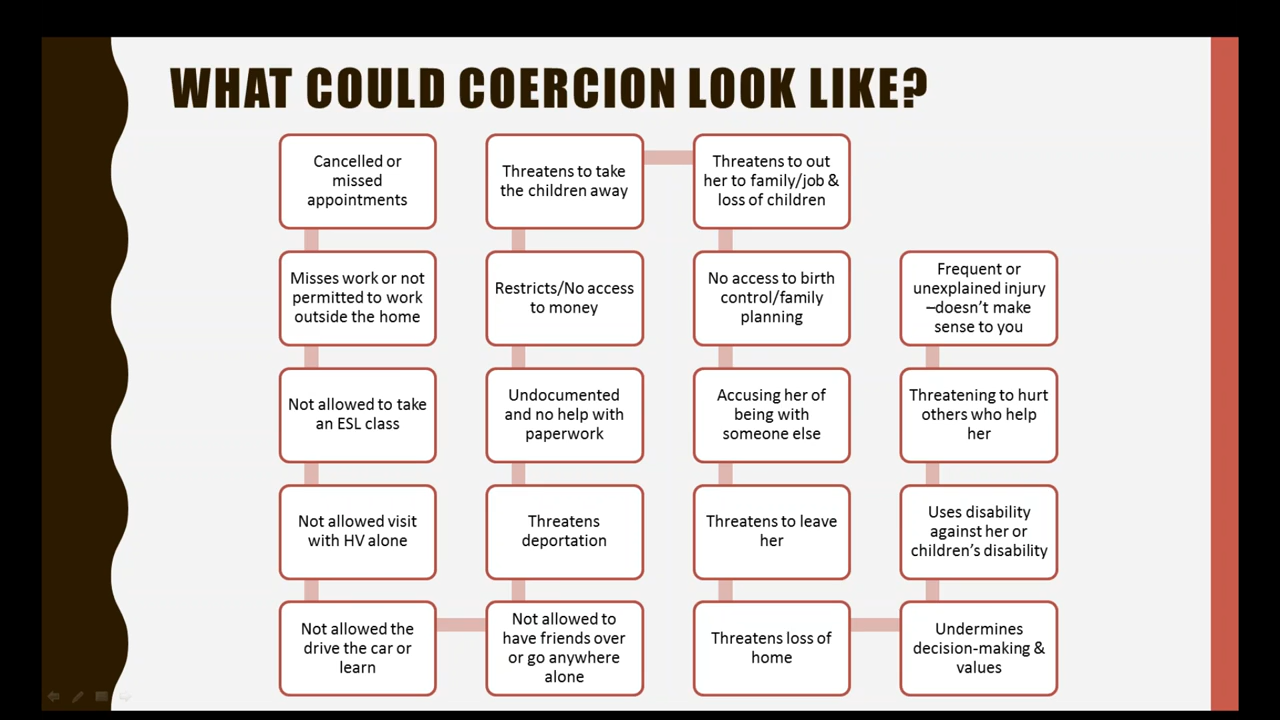 WHAT COULD COERCION LOOK LIKE?
Cancelled or
missed
appointments
Misses work or not
permitted to work
outside the home
Not allowed to take
an ESL class
Not allowed visit
with HV alone
Not allowed the
drive the car or
learn
Not allowed to
have friends over
or go anywhere
alone
Threatens
deportation
Undocumented
and no help with
paperwork
Restricts/No access
to money
Threatens to take
the children away
Threatens to out
her to family/job &
loss of children
No access to birth
control/family
planning
Accusing her of
being with
someone else
Threatens to leave
her
Threatens loss of
home
Undermines
decision-making &
values
Uses disability
against her or
children’s disability
Threatening to hurt
others who help
her
Frequent or
unexplained injury
–doesn’t make
sense to you